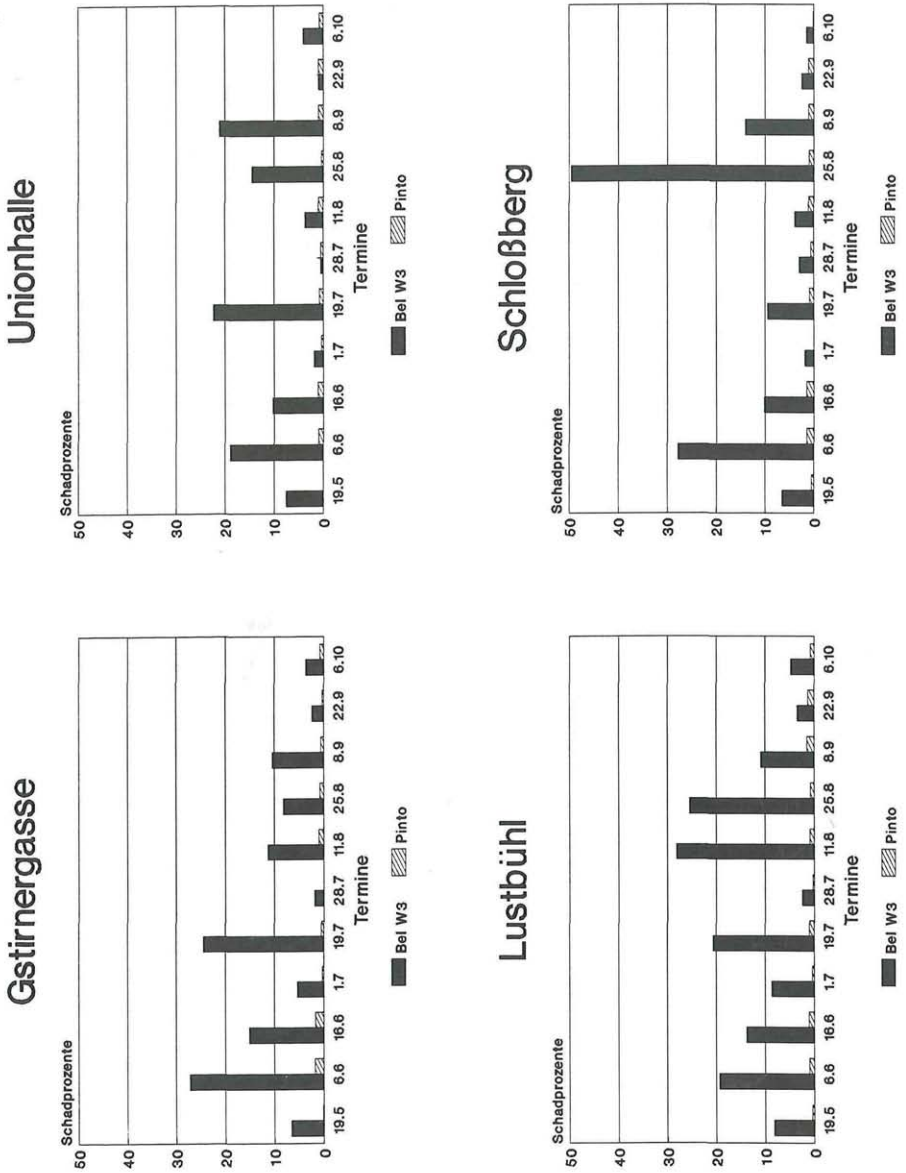 Gstirnergasse
Schadprozente
50
40
30
20
10
0
19.5 6.6 16.6 1.7 19.7 28.7 11.8 25.8 8.9 22.9 6.10
Termine
Bel W3 Pinto
Unionhalle
Schadprozente
50
40
30
20
10
0
19.5 6.6 16.6 1.7 19.7 28.7 11.8 25.8 8.9 22.9 6.10
Termine
Bel W3 Pinto
Lustbühl
Schadprozente
50
40
30
20
10
0
19.5 6.6 16.6 1.7 19.7 28.7 11.8 25.8 8.9 22.9 6.10
Termine
Bel W3 Pinto
Schloßberg
Schadprozente
50
40
30
20
10
0
19.5 6.6 16.6 1.7 19.7 28.7 11.8 25.8 8.9 22.9 6.10
Termine
Bel W3 Pinto